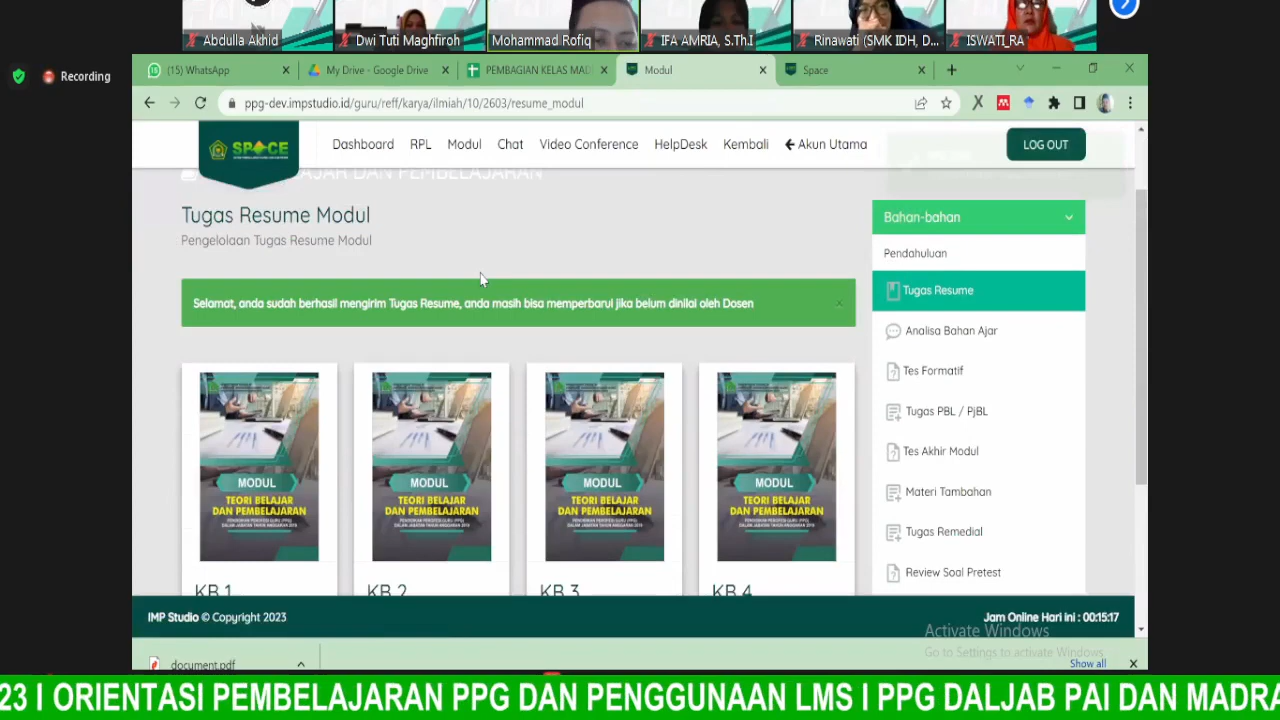 Abdulla Akhid
Dwi Tuti Maghfiroh
Mohammad Rofiq
IFA AMRIA, S.Th.I
Rinawati (SMK IDH, D...
ISWATI_RA
Recording
(15) WhatsApp
My Drive - Google Drive
PEMBAGIAN KELAS MAD
Modul
Space
ppg-dev.impstudio.id/guru/reff/karya/ilmiah/10/2603/resume_modul
SPACE
Dashboard
RPL
Modul
Chat
Video Conference
HelpDesk
Kembali
Akun Utama
LOG OUT
AJAR DAN PEMBELAJARAN
Tugas Resume Modul
Pengelolaan Tugas Resume Modul
Selamat, anda sudah berhasil mengirim Tugas Resume, anda masih bisa memperbarui jika belum dinilai oleh Dosen
MODUL
TEORI BELAJAR
DAN PEMBELAJARAN
KB 1
MODUL
TEORI BELAJAR
DAN PEMBELAJARAN
KB 2
MODUL
TEORI BELAJAR
DAN PEMBELAJARAN
KB 3
MODUL
TEORI BELAJAR
DAN PEMBELAJARAN
KB 4
Bahan-bahan
Pendahuluan
Tugas Resume
Analisa Bahan Ajar
Tes Formatif
Tugas PBL / PjBL
Tes Akhir Modul
Materi Tambahan
Tugas Remedial
Review Soal Pretest
IMP Studio © Copyright 2023
Jam Online Hari ini : 00:15:17
Activate Windows
Go to Settings to activate Windows.
document.pdf
Show all
23 I ORIENTASI PEMBELAJARAN PPG DAN PENGGUNAAN LMS I PPG DALJAB PAI DAN MADRA